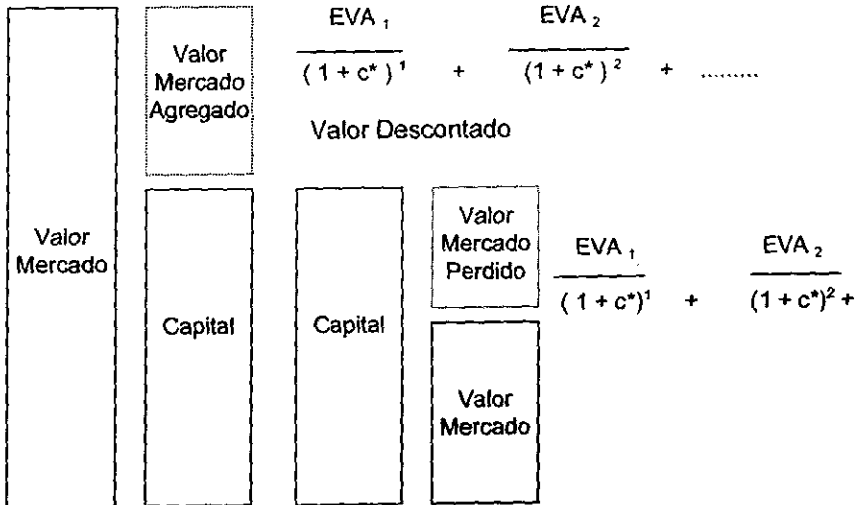 EVA 1 EVA 2
Valor
Mercado
Agregado
( 1 + c* ) 1 + (1 + c* ) 2 + .........
Valor Descontado
Valor
Mercado
Capital
Capital
Valor
Mercado
Perdido
EVA 1 EVA 2
( 1 + c*)1 + (1 + c*)2 +
Valor
Mercado